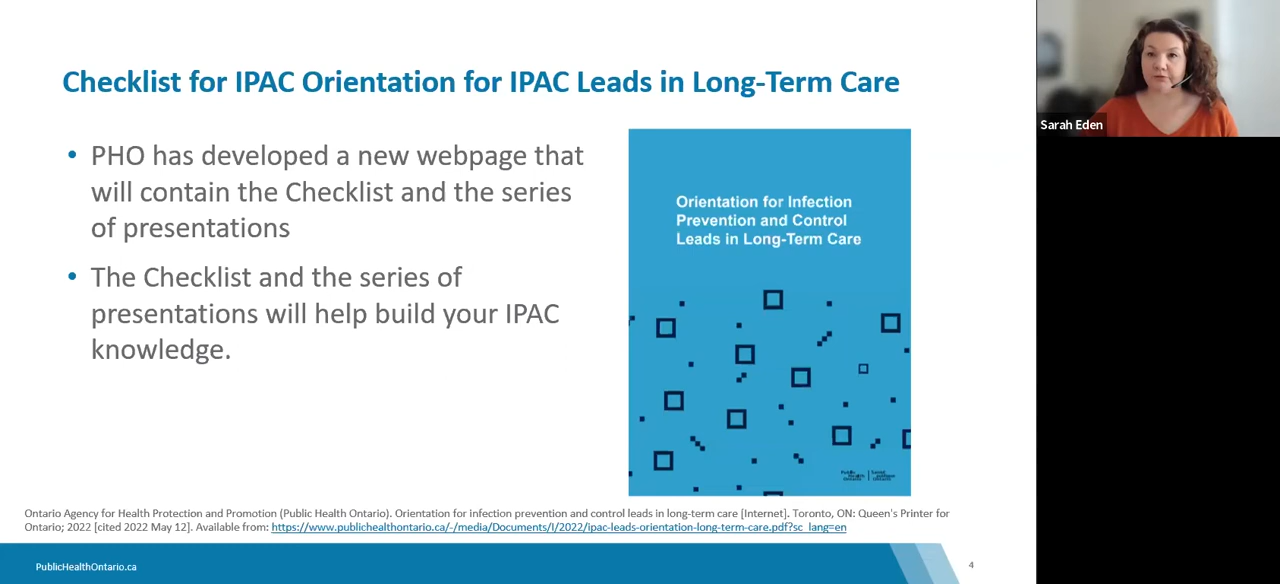 Checklist for IPAC Orientation for IPAC Leads in Long-Term Care
• PHO has developed a new webpage that
will contain the Checklist and the series
of presentations
• The Checklist and the series of
presentations will help build your IPAC
knowledge.
Orientation for Infection
Prevention and Control
Leads in Long-Term Care
Ontario Agency for Health Protection and Promotion (Public Health Ontario). Orientation for infection prevention and control leads in long-term care [Internet]. Toronto, ON: Queen's Printer for
Ontario; 2022 [cited 2022 May 12]. Available from: https://www.publichealthontario.ca/-/media/Documents/I/2022/ipac-leads-orientation-long-term-care.pdf?sc_lang=en
PublicHealthOntario.ca
4
Sarah Eden